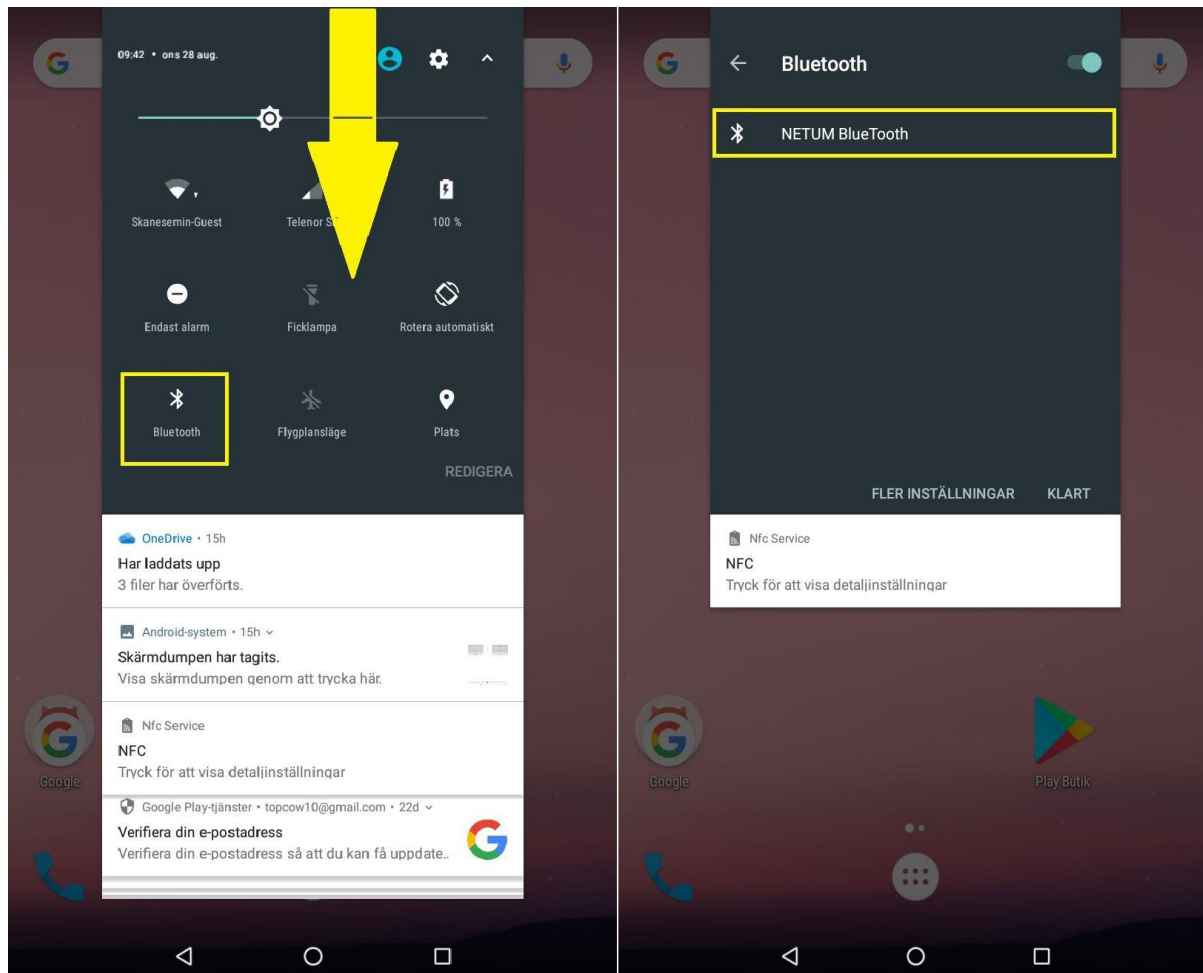 09:42 • ons 28 aug.
Skanesemin-Guest
Telenor S
100 %
Endast alarm
Ficklampa
Rotera automatiskt
Bluetooth
Flygplansläge
Plats
REDIGERA
OneDrive • 15h
Har laddats upp
3 filer har överförts.
Android-system • 15h
Skärmdumpen har tagits.
Visa skärmdumpen genom att trycka här.
Nfc Service
NFC
Tryck för att visa detaljinställningar
Google Play-tjänster • topcow10@gmail.com • 22d
Verifiera din e-postadress
Verifiera din e-postadress så att du kan få uppdate..
Google
Bluetooth
NETUM BlueTooth
FLER INSTÄLLNINGAR KLART
Nfc Service
NFC
Tryck för att visa detaljinställningar
Google
Play Butik